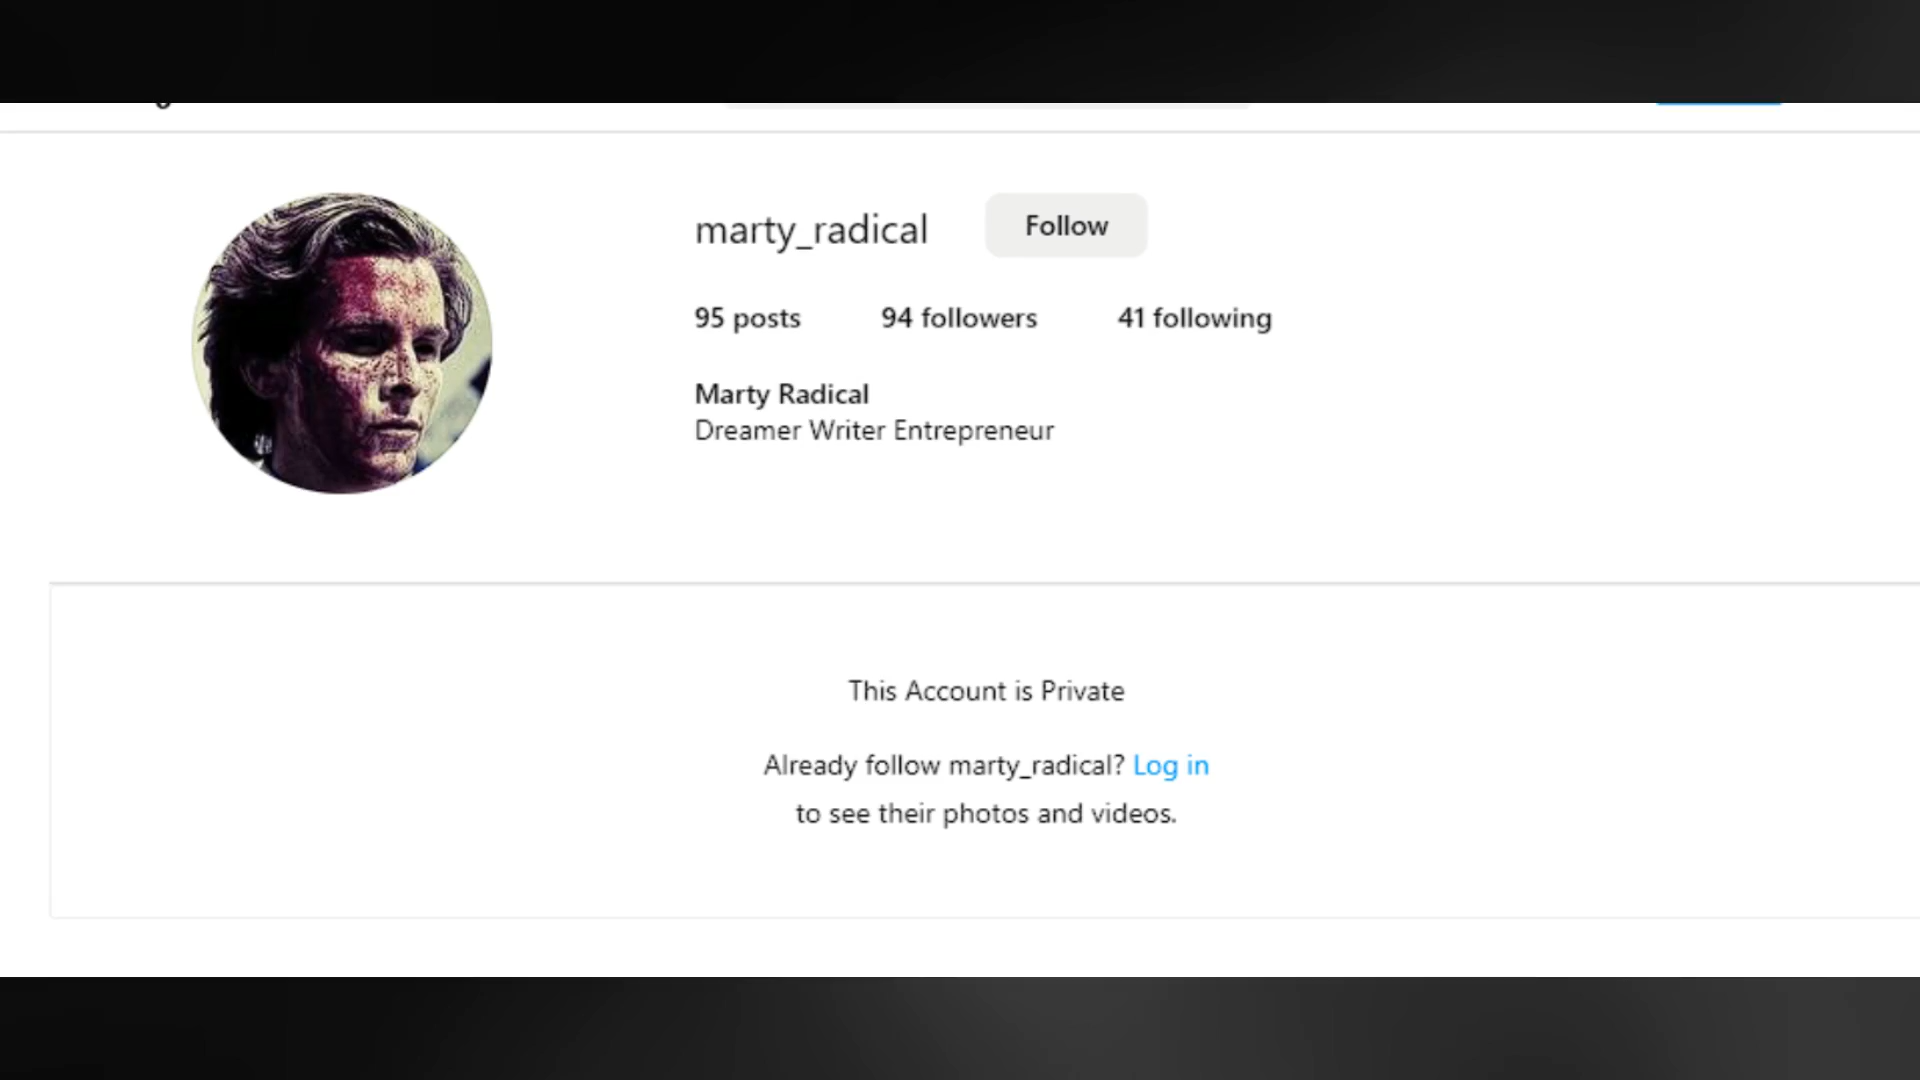 marty_radical
Follow
95 posts 94 followers 41 following
Marty Radical
Dreamer Writer Entrepreneur
This Account is Private
Already follow marty_radical? Log in
to see their photos and videos.